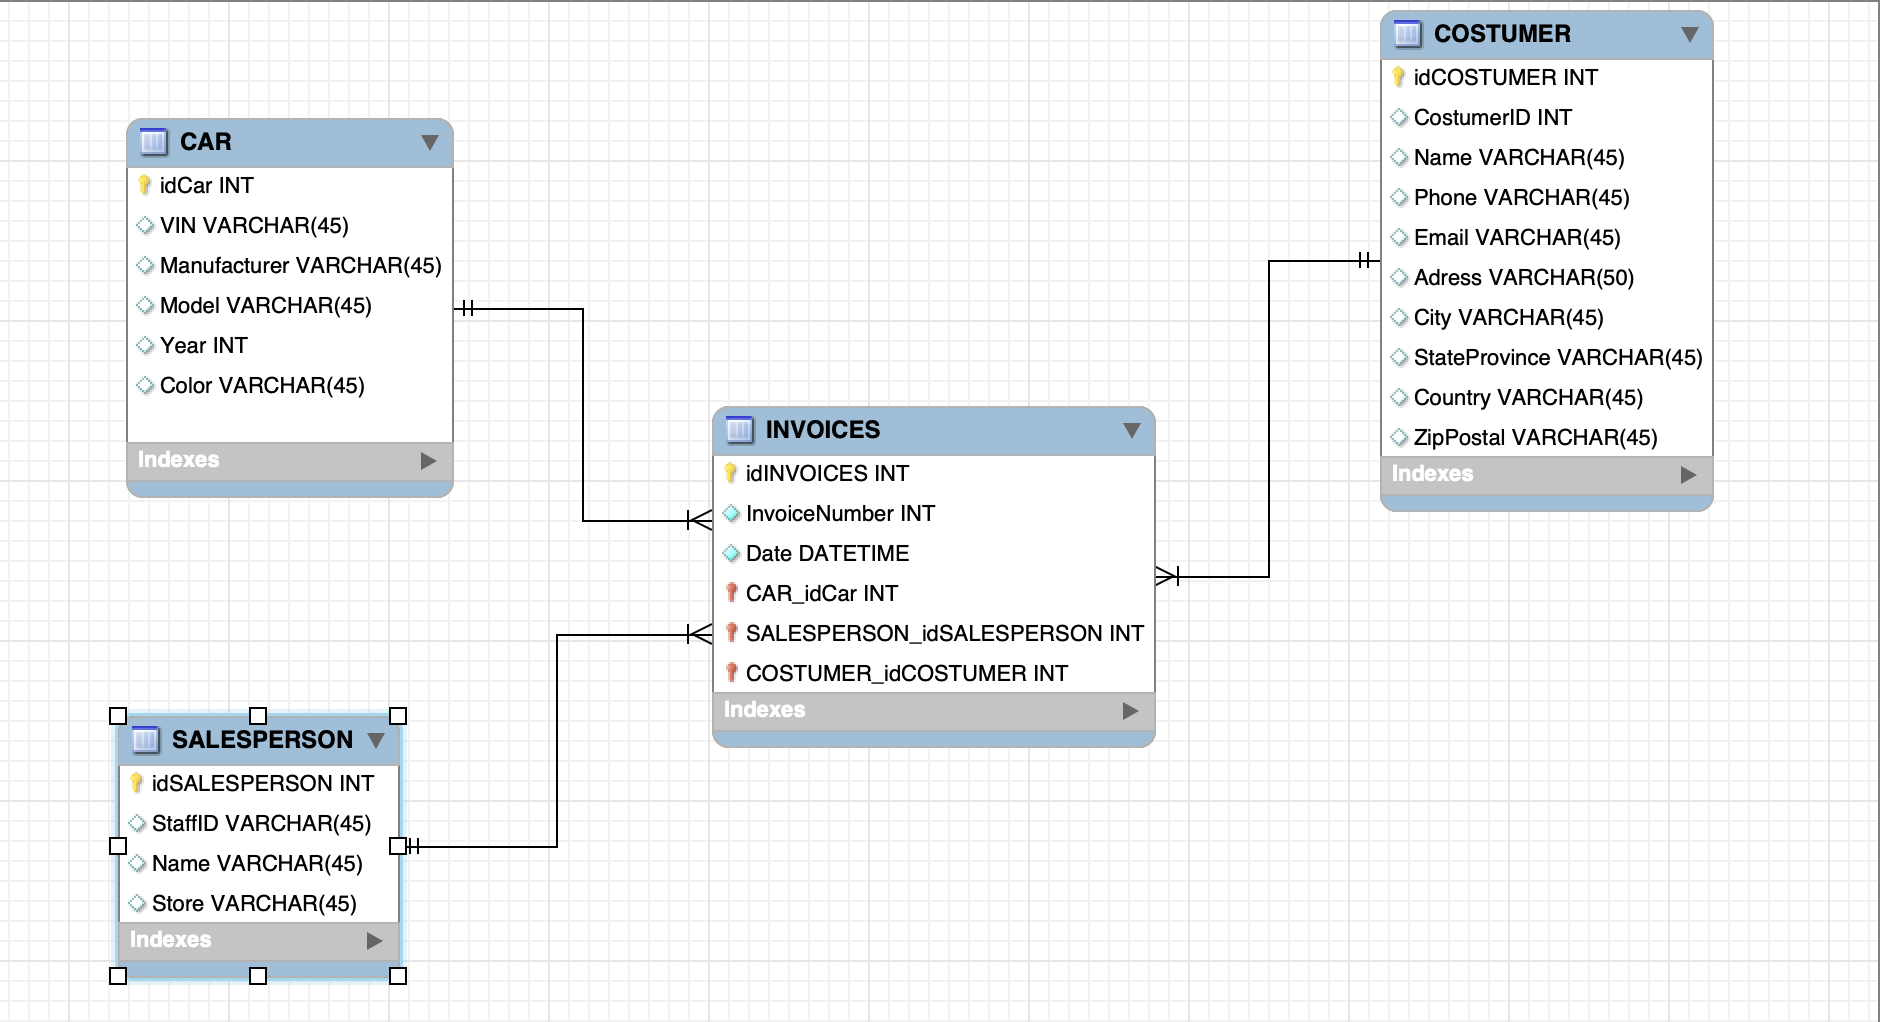 CAR
idCar INT
VIN VARCHAR(45)
Manufacturer VARCHAR(45)
Model VARCHAR(45)
Year INT
Color VARCHAR(45)
Indexes
SALESPERSON
idSALESPERSON INT
StaffID VARCHAR(45)
Name VARCHAR(45)
Store VARCHAR(45)
Indexes
INVOICES
idINVOICES INT
InvoiceNumber INT
Date DATETIME
CAR_idCar INT
SALESPERSON_idSALESPERSON INT
COSTUMER_idCOSTUMER INT
Indexes
COSTUMER
idCOSTUMER INT
CostumerID INT
Name VARCHAR(45)
Phone VARCHAR(45)
Email VARCHAR(45)
Adress VARCHAR(50)
City VARCHAR(45)
StateProvince VARCHAR(45)
Country VARCHAR(45)
ZipPostal VARCHAR(45)
Indexes